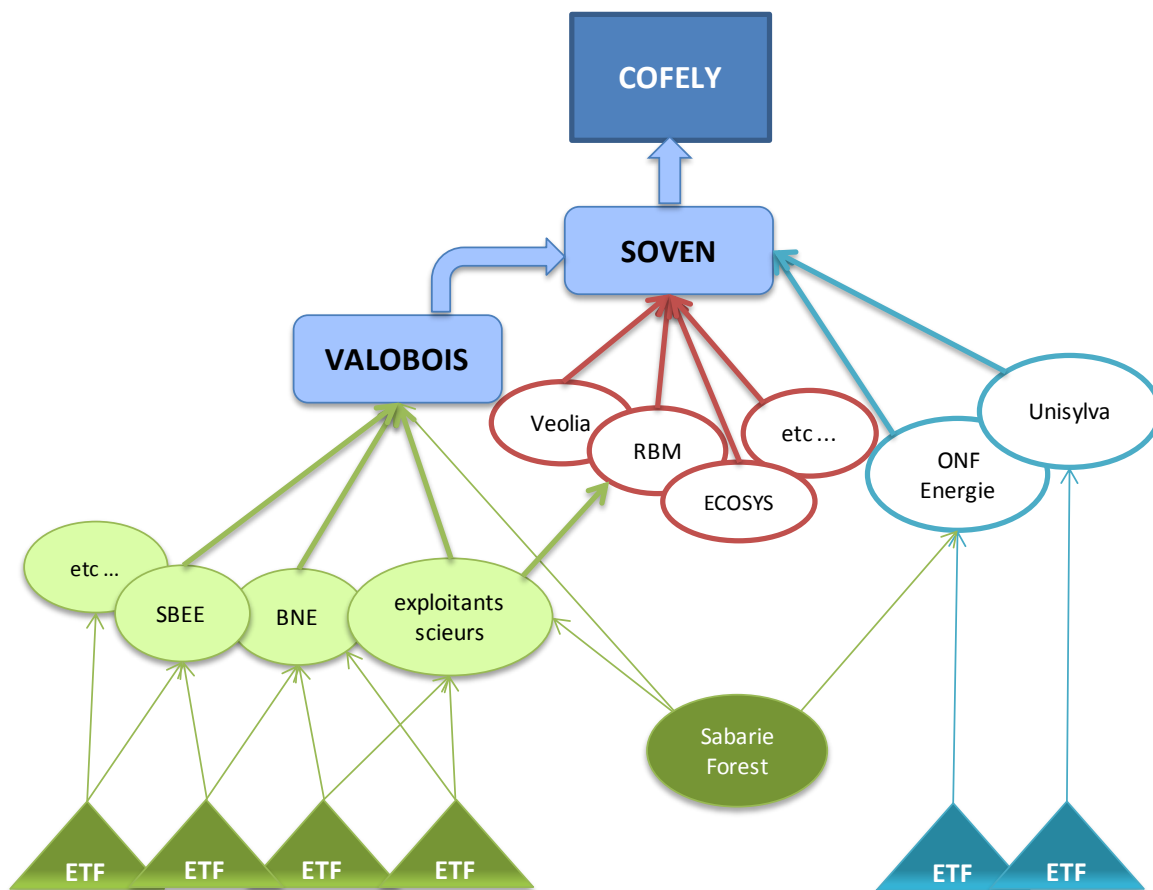 COFELY
SOVEN
VALOBOIS
Veolia
RBM
etc ...
ECOSYS
Unisylva
ONF
Energie
etc ...
SBEE
BNE
exploitants
scieurs
Sabarie
Forest
ETF
ETF
ETF
ETF
ETF
ETF